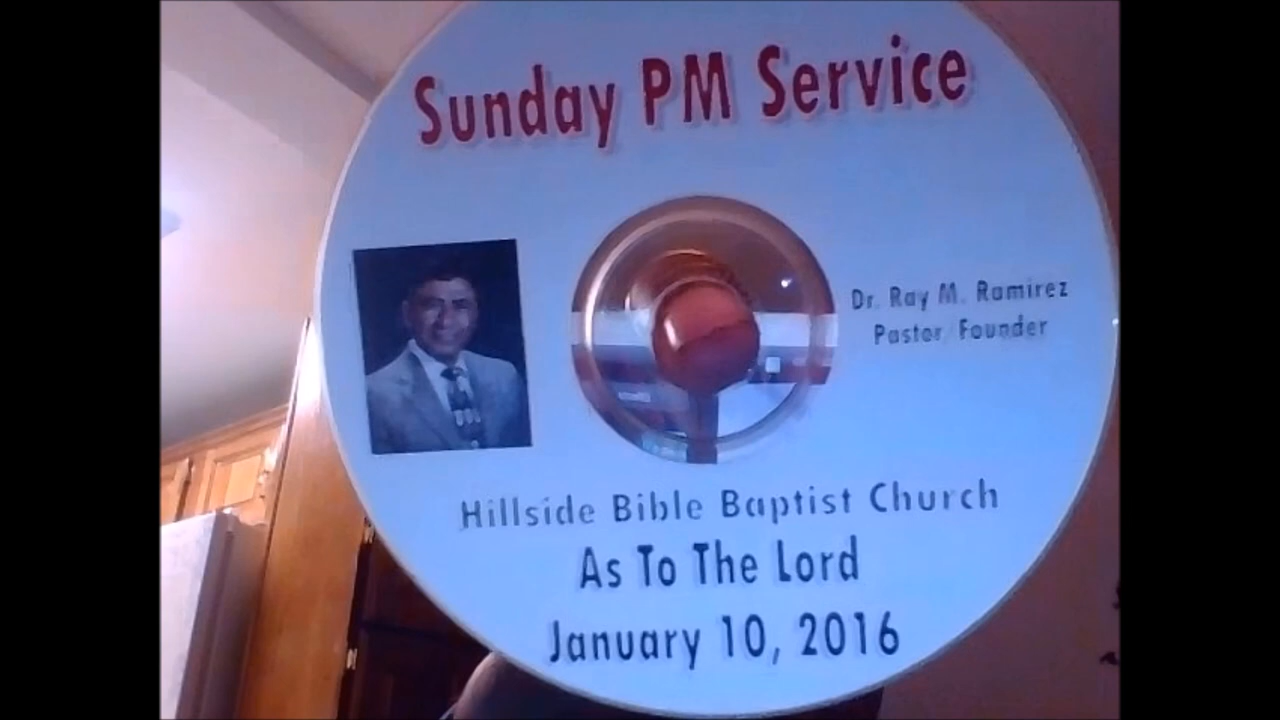 Sunday PM Service
Dr. Ray M. Ramirez
Pastor/Founder
Hillside Bible Baptist Church
As To The Lord
January 10, 2016